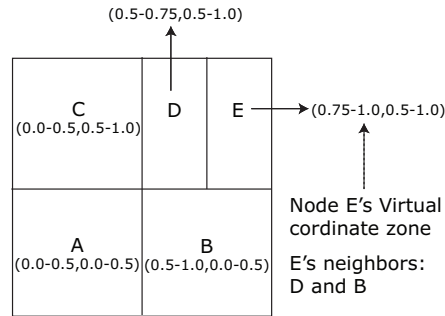 (0.5-0.75,0.5-1.0)
C
(0.0-0.5,0.5-1.0)
D
E
(0.75-1.0,0.5-1.0)
A
(0.0-0.5,0.0-0.5)
B
(0.5-1.0,0.0-0.5)
Node E's Virtual
cordinate zone
E's neighbors:
D and B